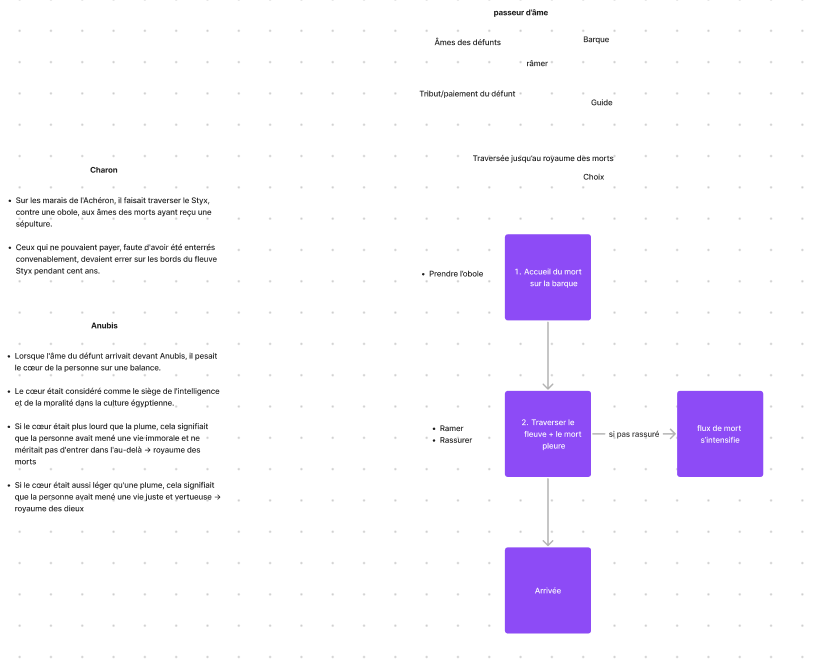 passeur d'âme
Âmes des défunts
Barque
râmer
Tribut/paiement du défunt
Guide
Traversée jusqu'au royaume des morts
Choix
Charon
• Sur les marais de l'Achéron, il faisait traverser le Styx,
contre une obole, aux âmes des morts ayant reçu une
sépulture.
• Ceux qui ne pouvaient payer, faute d'avoir été enterrés
convenablement, devaient errer sur les bords du fleuve
Styx pendant cent ans.
Anubis
• Lorsque l'âme du défunt arrivait devant Anubis, il pesait
le cœur de la personne sur une balance.
• Le cœur était considéré comme le siège de l'intelligence
et de la moralité dans la culture égyptienne.
• Si le cœur était plus lourd que la plume, cela signifiait
que la personne avait mené une vie immorale et ne
méritait pas d'entrer dans l'au-delà → royaume des
morts
• Si le cœur était aussi léger qu'une plume, cela signifiait
que la personne avait mené une vie juste et vertueuse →
royaume des dieux
• Prendre l'obole
1. Accueil du mort
sur la barque
• Ramer
• Rassurer
2. Traverser le
fleuve + le mort
pleure
si pas rassuré
flux de mort
s'intensifie
Arrivée